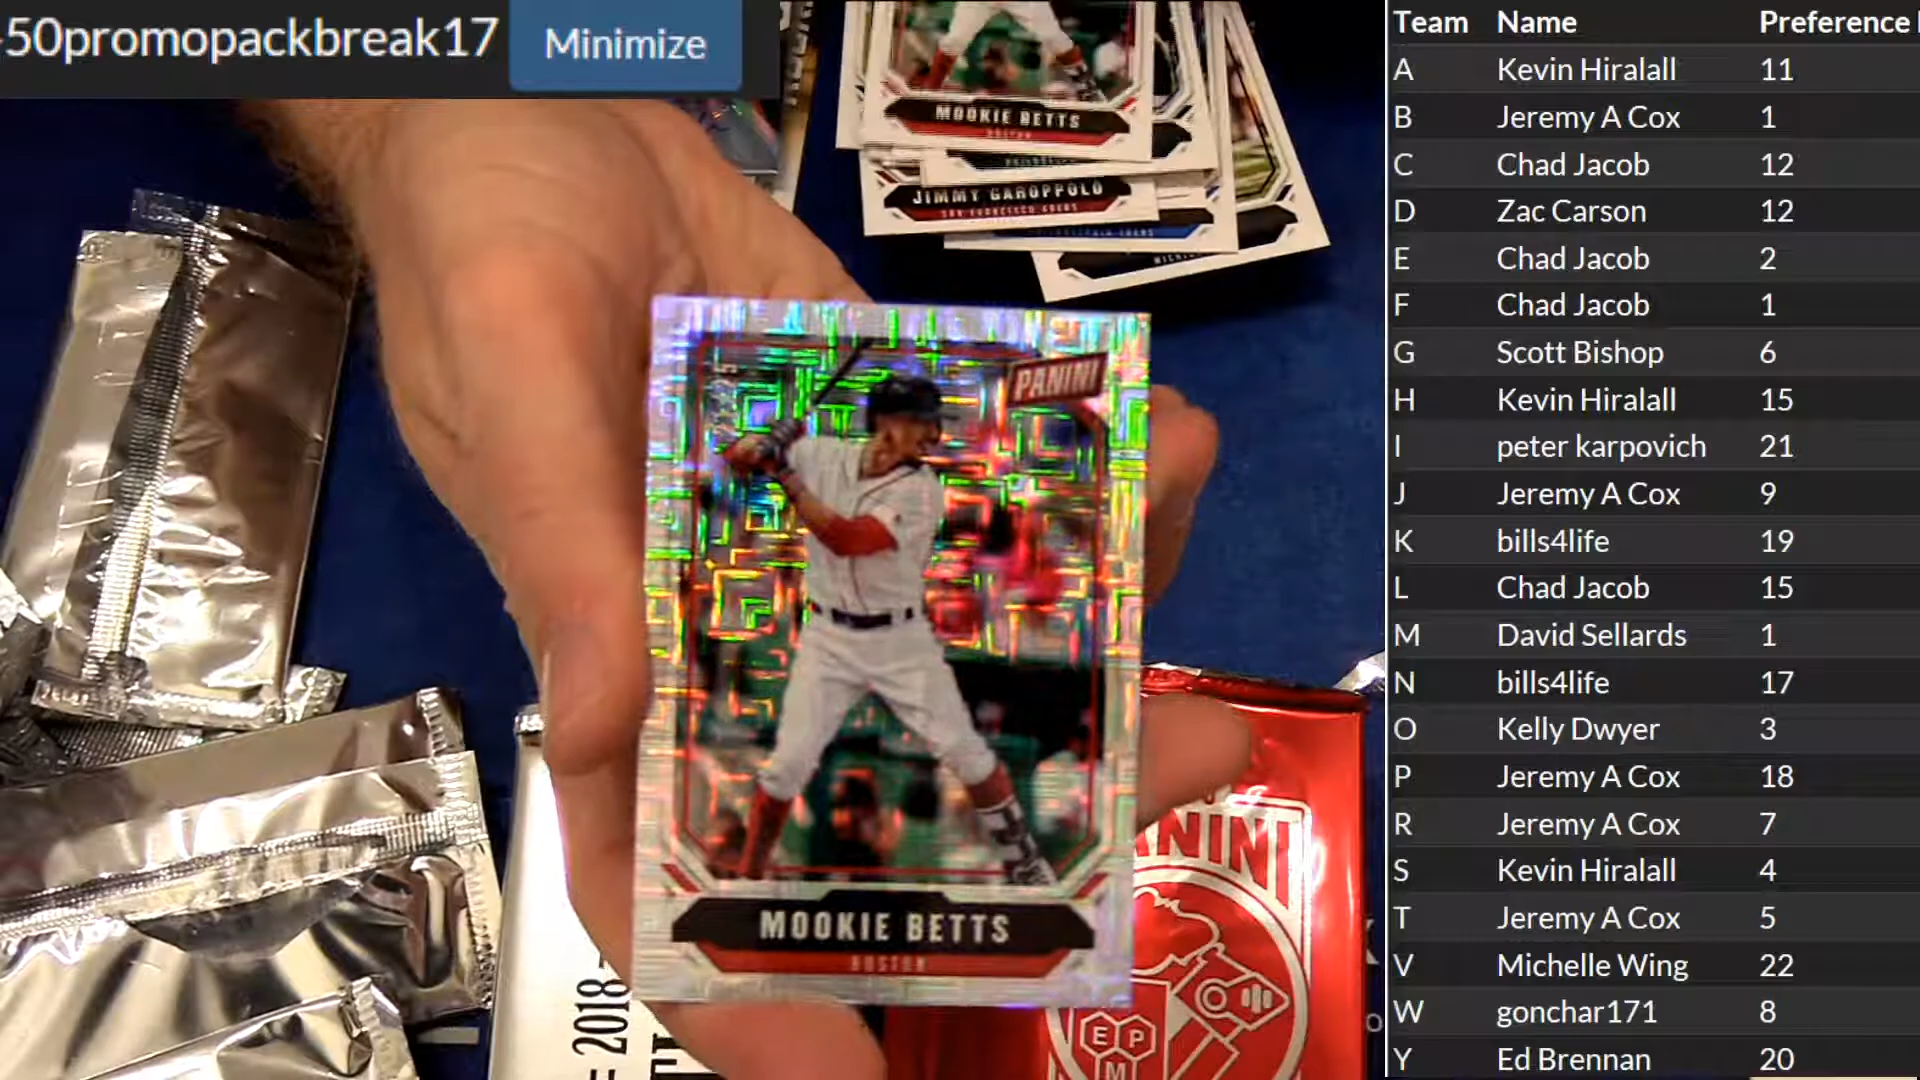 50promopackbreak17
Minimize
MOOKIE BETTS
BOSTON
JIMMY GAROPPOLO
SAN FRANCISCO 49ERS
PANINI
MOOKIE BETTS
BOSTON
2018
E P
M
Team Name Preference
A Kevin Hiralall 11
B Jeremy A Cox 1
C Chad Jacob 12
D Zac Carson 12
E Chad Jacob 2
F Chad Jacob 1
G Scott Bishop 6
H Kevin Hiralall 15
I peter karpovich 21
J Jeremy A Cox 9
K bills4life 19
L Chad Jacob 15
M David Sellards 1
N bills4life 17
O Kelly Dwyer 3
P Jeremy A Cox 18
R Jeremy A Cox 7
S Kevin Hiralall 4
T Jeremy A Cox 5
V Michelle Wing 22
W gonchar171 8
Y Ed Brennan 20